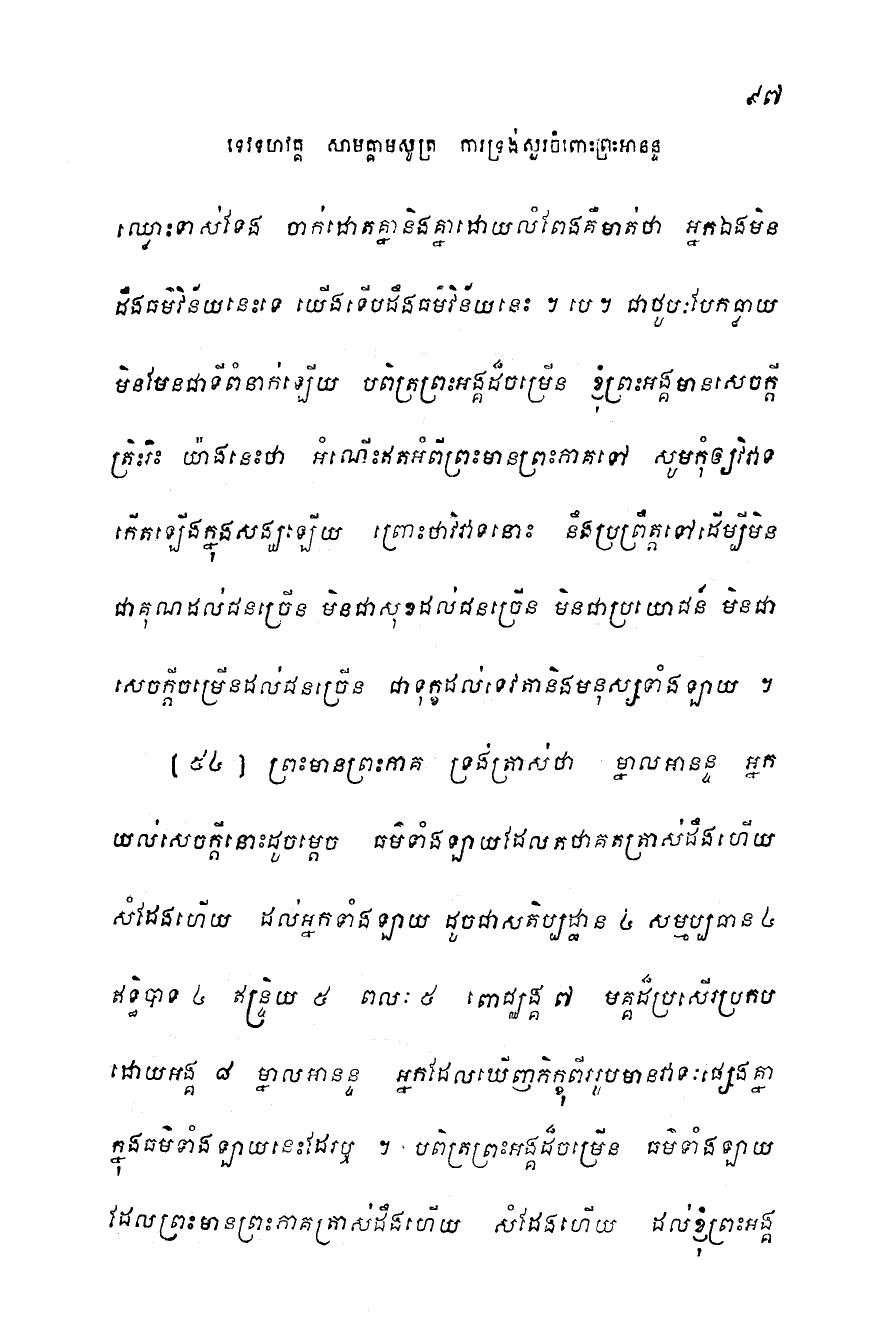 ៩៧
ទេវទហវគ្គ សាមគាមសូត្រ ការទ្រង់សួរចំពោះព្រះអានន្ទ
ឈ្លោះទាស់ទែង ចាក់ដោតគ្នានិងគ្នាដោយលំពែងគឺមាត់ថា អ្នកឯងមិន
ដឹងធម៌វិន័យនេះទេ យើងទើបដឹងធម៌វិន័យនេះ ។ បេ ។ ជាថូបៈបែកធ្លាយ
មិនមែនជាទីពំនាក់ឡើយ បពិត្រព្រះអង្គដ៏ចម្រើន ខ្ញុំព្រះអង្គមានសេចក្តី
ត្រិះរិះ យ៉ាងនេះថា អំណើះឥតអំពីព្រះមានព្រះភាគទៅ សូមកុំឲ្យវិវាទ
កើតឡើងក្នុងសង្ឃឡើយ ព្រោះថាវិវាទនោះ នឹងប្រព្រឹត្តទៅដើម្បីមិន
ជាគុណដល់ជនច្រើន មិនជាសុខដល់ជនច្រើន មិនជាប្រយោជន៍ មិនជា
សេចក្តីចម្រើនដល់ជនច្រើន ជាទុក្ខដល់ទេវតានិងមនុស្សទាំងឡាយ ។
(៥៤) ព្រះមានព្រះភាគ ទ្រង់ត្រាស់ថា ម្នាលអានន្ទ អ្នក
យល់សេចក្តីនោះដូចម្តេច ធម៌ទាំងឡាយដែលតថាគតត្រាស់ដឹងហើយ
សំដែងហើយ ដល់អ្នកទាំងឡាយ ដូចជាសតិប្បដ្ឋាន ៤ សម្មប្បធាន ៤
ឥទ្ធិបាទ ៤ ឥន្ទ្រិយ ៥ ពលៈ ៥ ពោជ្ឈង្គ ៧ មគ្គដ៏ប្រសើរប្រកប
ដោយអង្គ ៨ ម្នាលអានន្ទ អ្នកដែលឃើញភិក្ខុពីររូបមានវាទៈផ្សេងគ្នា
ក្នុងធម៌ទាំងឡាយនេះដែរឬ ។ បពិត្រព្រះអង្គដ៏ចម្រើន ធម៌ទាំងឡាយ
ដែលព្រះមានព្រះភាគត្រាស់ដឹងហើយ សំដែងហើយ ដល់ខ្ញុំព្រះអង្គ